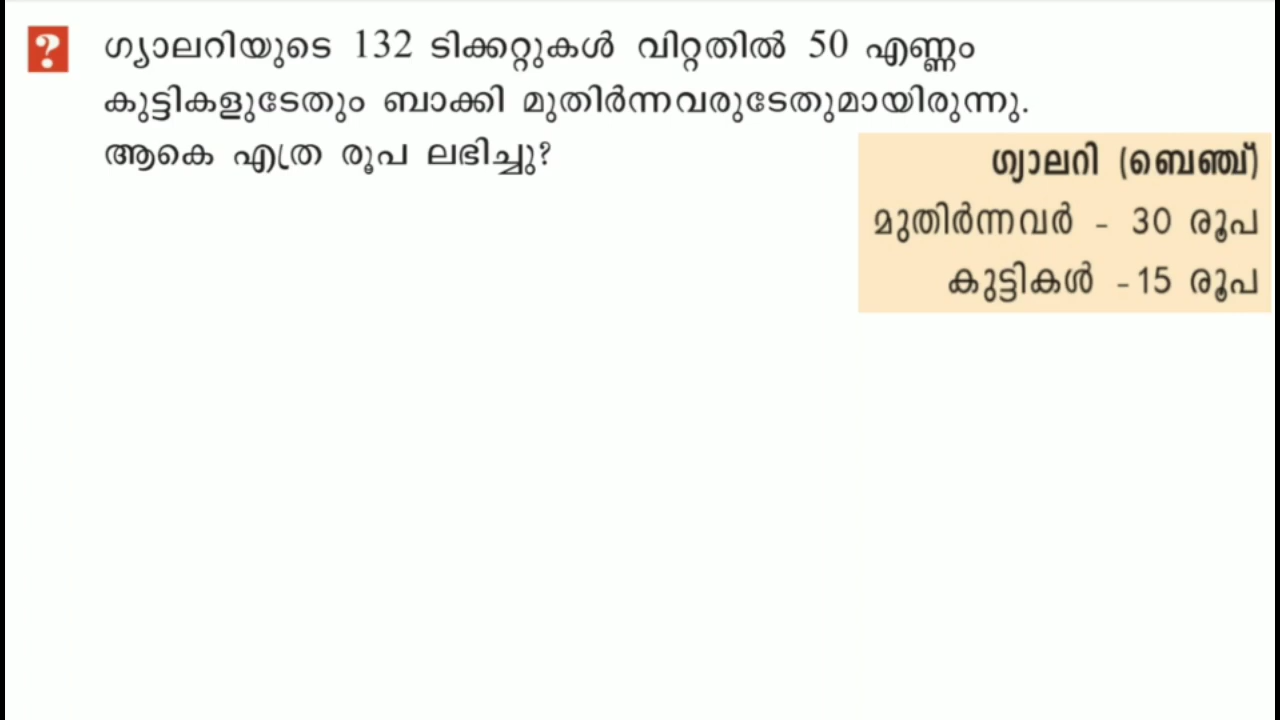 ?
ഗ്യാലറിയുടെ 132 ടിക്കറ്റുകൾ വിറ്റതിൽ 50 എണ്ണം
കുട്ടികളുടേതും ബാക്കി മുതിർന്നവരുടേതുമായിരുന്നു.
ആകെ എത്ര രൂപ ലഭിച്ചു?
ഗ്യാലറി (ബെഞ്ച്)
മുതിർന്നവർ - 30 രൂപ
കുട്ടികൾ -15 രൂപ